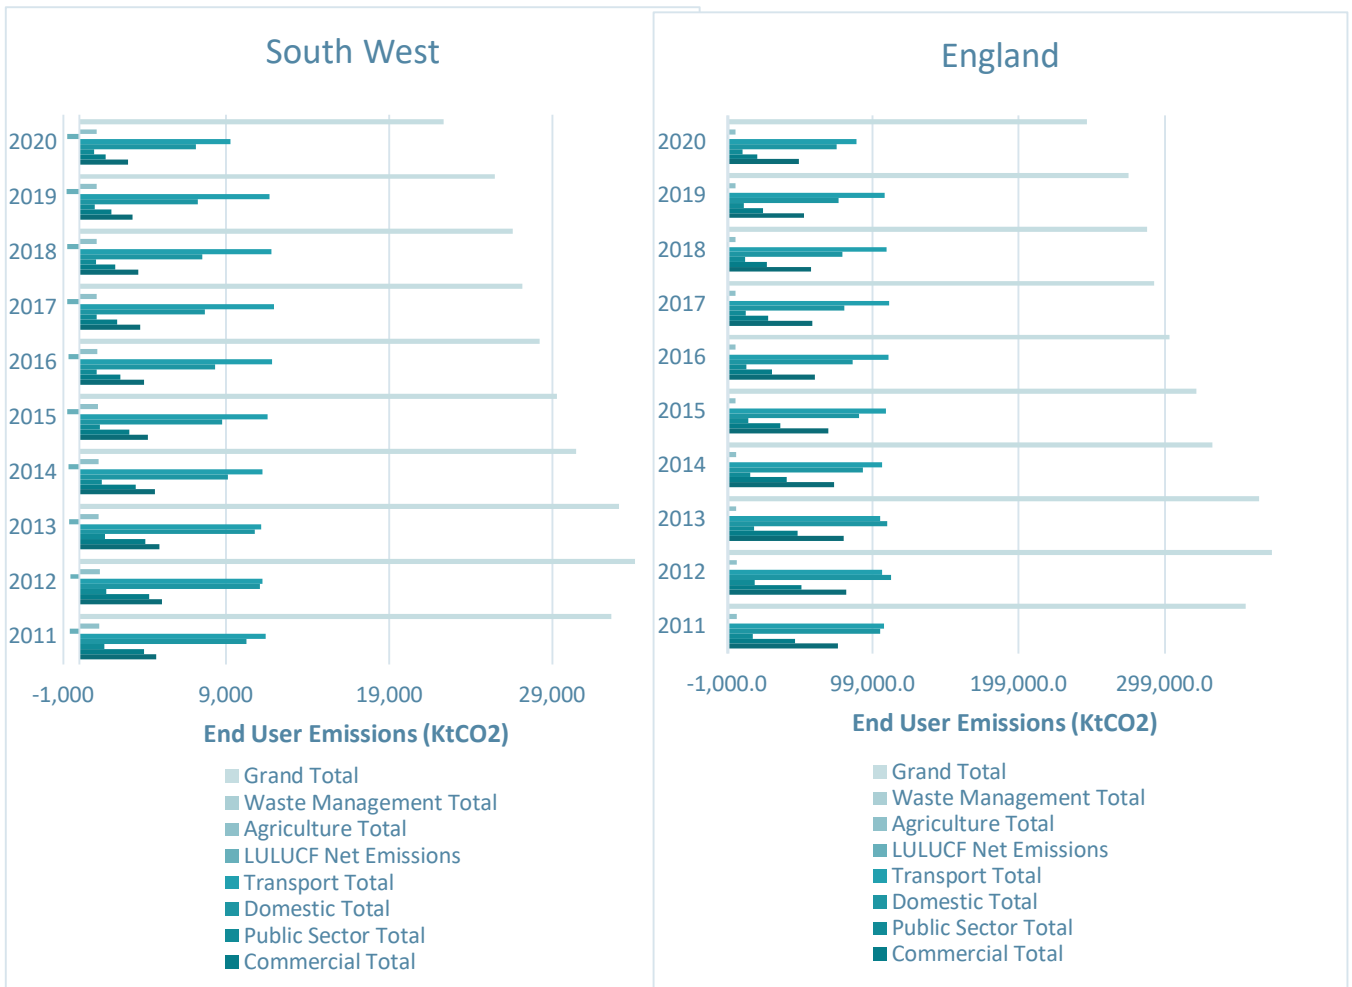 South West
2020
2019
2018
2017
2016
2015
2014
2013
2012
2011
-1,000 9,000 19,000 29,000
End User Emissions (KtCO2)
Grand Total
Waste Management Total
Agriculture Total
LULUCF Net Emissions
Transport Total
Domestic Total
Public Sector Total
Commercial Total
England
2020
2019
2018
2017
2016
2015
2014
2013
2012
2011
-1,000.0 99,000.0 199,000.0 299,000.0
End User Emissions (KtCO2)
Grand Total
Waste Management Total
Agriculture Total
LULUCF Net Emissions
Transport Total
Domestic Total
Public Sector Total
Commercial Total